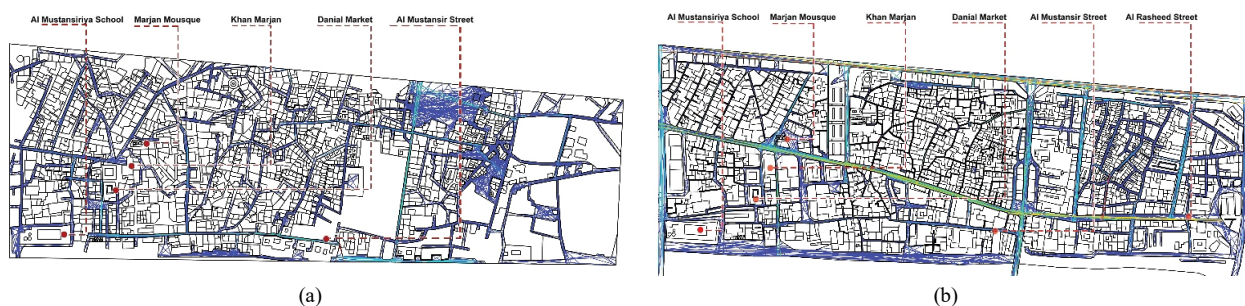 Al Mustansiriya School Marjan Mousque Khan Marjan Danial Market Al Mustansir Street
Al Mustansiriya School Marjan Mousque Khan Marjan Danial Market Al Mustansir Street Al Rasheed Street
(a)
(b)